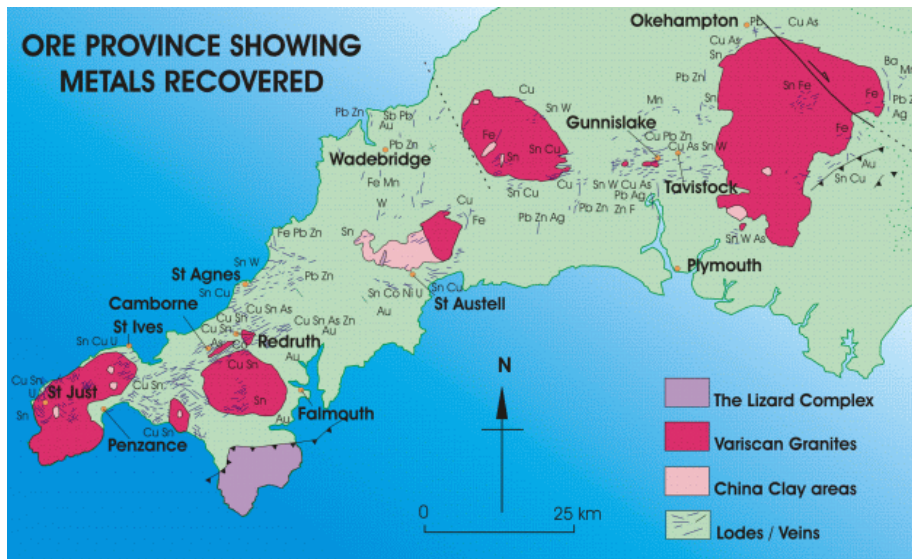 ORE PROVINCE SHOWING
METALS RECOVERED
Okehampton
Pb
Cu As
Cu As
Sn
Pb Zn
Sn
Sn Fe
Fe
Ba
Mn
Pb Z
Ag
Fe
Au
Sn Cu
Mn
Gunnislake
Cu Pb Zn
Cu As Sn W
Tavistock
Cu
Sn W
Fe
Sn
Sn Cu
Sn Cu
Cu
Sn W Cu As
Pb Ag
Pb Zn
Zn F
Pb Zn Ag
Sn W As
Plymouth
Pb Zn
Sb Pb
Au
Pb Zn
Wadebridge
Fe Mn
W
Cu
Fe
Sn
Fe Pb Zn
Sn W
St Agnes
Pb Zn
Sn Cu
Sn Cu
Sn Co Ni U
St Austell
Au
Camborne
Cu Sn As
Cu Sn
Cu Sn As Zn
Au
St Ives
Redruth
As
Sn Cu U
Cu Sn
Au
Cu Sn
U
St Just
Cu Sn
Sn
Sn
Falmouth
Penzance
Cu Sn
Au
N
0
25 km
The Lizard Complex
Variscan Granites
China Clay areas
Lodes / Veins